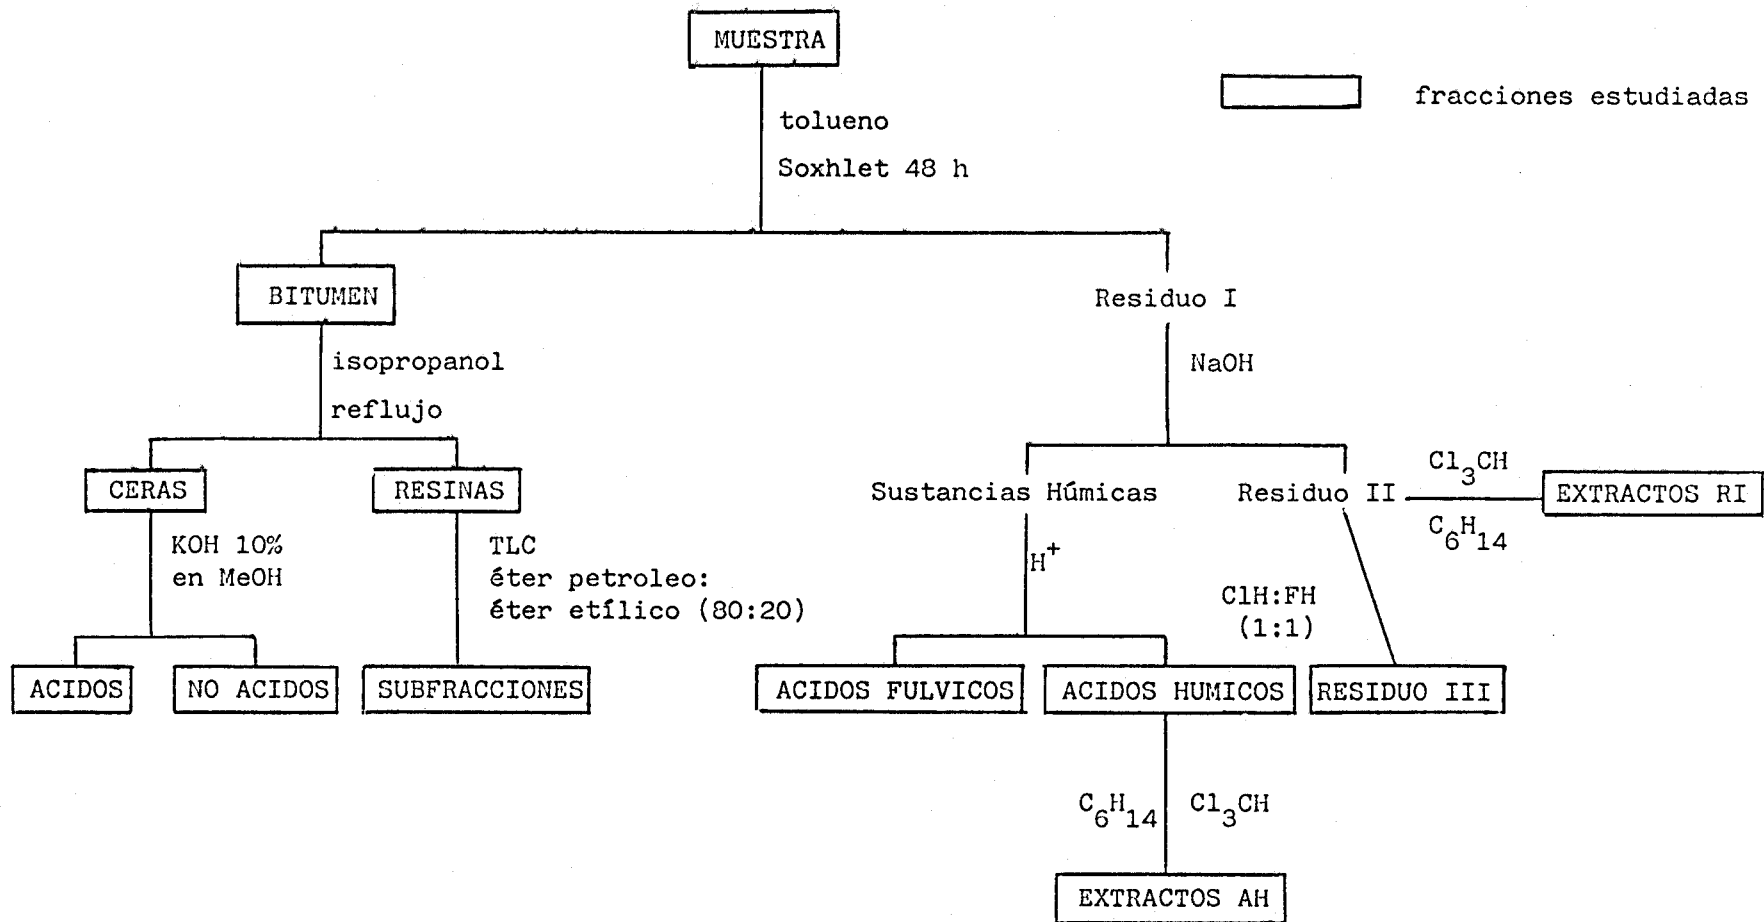 MUESTRA
fracciones estudiadas
tolueno
Soxhlet 48 h
BITUMEN
Residuo I
isopropanol
reflujo
NaOH
CERAS
RESINAS
Sustancias Húmicas
Residuo II
Cl3CH
C6H14
EXTRACTOS RI
KOH 10%
en MeOH
TLC
éter petroleo:
éter etílico (80:20)
H+
ClH:FH
(1:1)
ACIDOS
NO ACIDOS
SUBFRACCIONES
ACIDOS FULVICOS
ACIDOS HUMICOS
RESIDUO III
C6H14
Cl3CH
EXTRACTOS AH